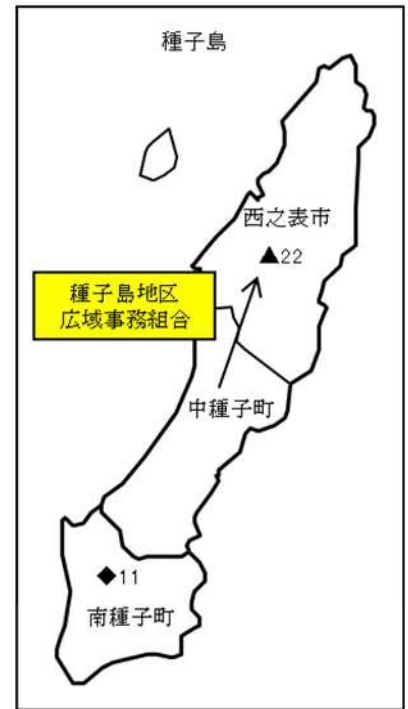 種子島
西之表市
▲22
種子島地区
広域事務組合
中種子町
◆11
南種子町